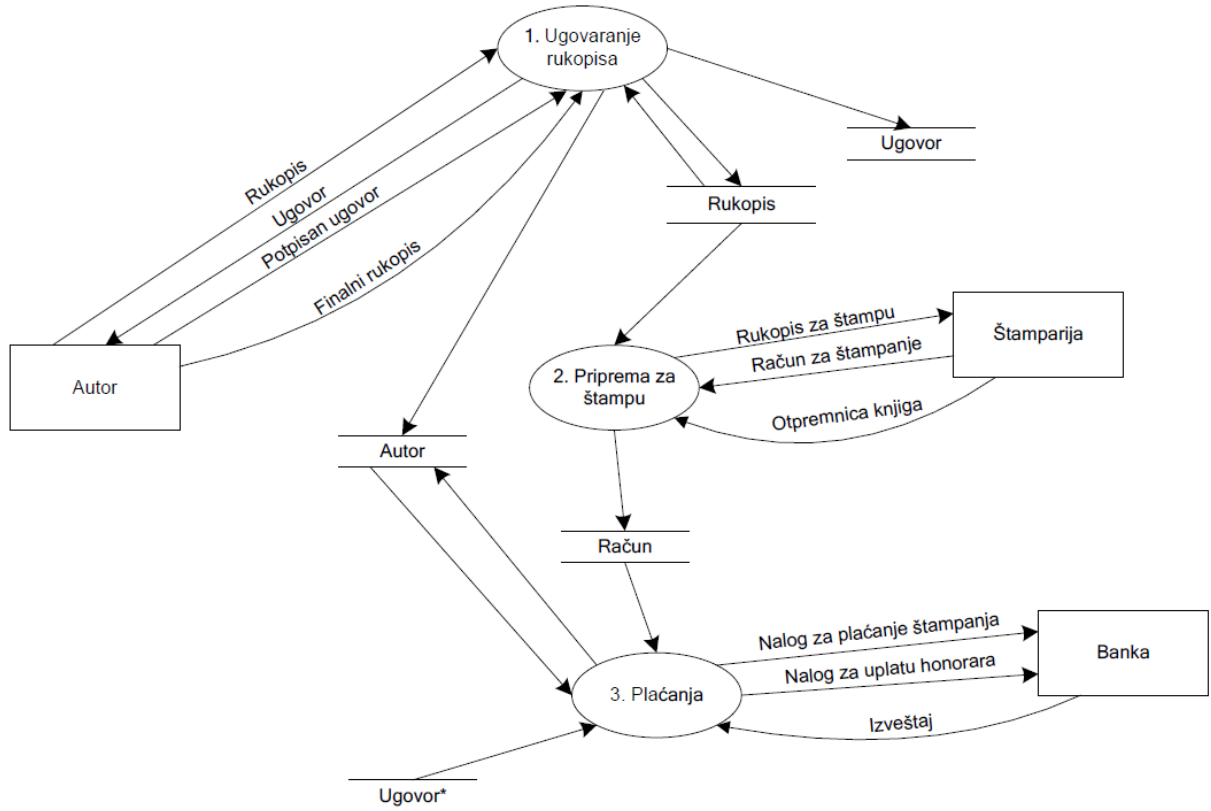 1. Ugovaranje
rukopisa
Ugovor
Rukopis
Ugovor
Potpisan ugovor
Finalni rukopis
Rukopis
Autor
Rukopis za štampu
Račun za štampanje
Otpremnica knjiga
Štamparija
2. Priprema za
štampu
Autor
Račun
Nalog za plaćanje štampanja
Nalog za uplatu honorara
Izveštaj
Banka
3. Plaćanja
Ugovor*